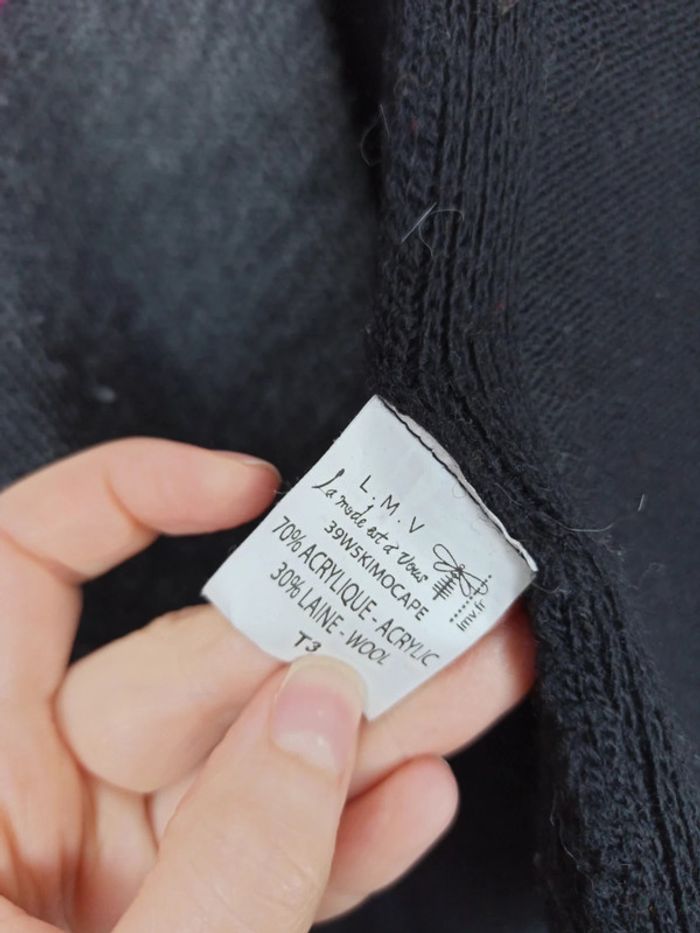 L.M.V
La mode est à vous
39W5KIMOCAPE
70% ACRYLIQUE - ACRYLIC
30% LAINE - WOOL
T3
lmv.fr